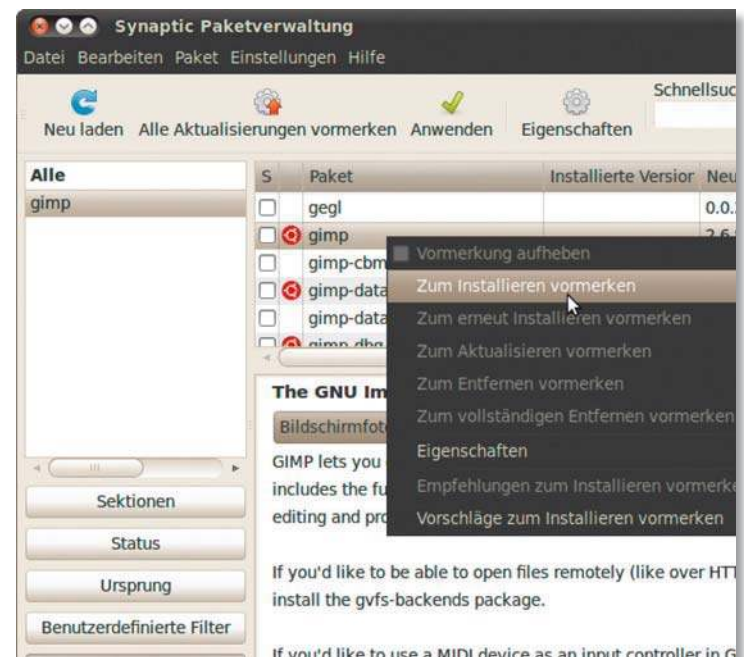 Synaptic Paketverwaltung
Datei Bearbeiten Paket Einstellungen Hilfe
Neu laden Alle Aktualisierungen vormerken Anwenden Eigenschaften
Schnellsuc
Alle
gimp
S Paket Installierte Version Neu
gegl 0.0.
gimp 2.6.
gimp-cbm
gimp-data
gimp-data
gimp-dbg
Vormerkung aufheben
Zum Installieren vormerken
Zum erneut Installieren vormerken
Zum Aktualisieren vormerken
Zum Entfernen vormerken
Zum vollständigen Entfernen vormerken
Eigenschaften
Empfehlungen zum Installieren vormerke
Vorschläge zum Installieren vormerken
The GNU Im
Bildschirmfoto
GIMP lets you
includes the fu
editing and pro
If you'd like to be able to open files remotely (like over HTT
install the gvfs-backends package.
If you'd like to use a MIDI device as an input controller in G
Sektionen
Status
Ursprung
Benutzerdefinierte Filter